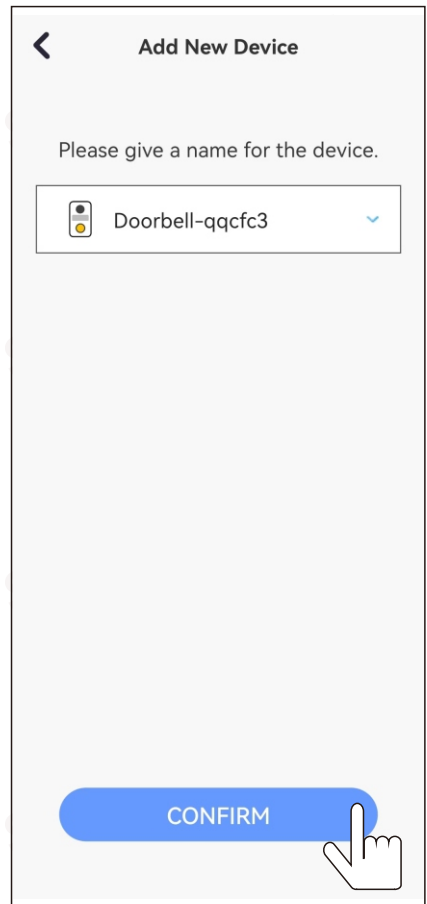 Add New Device
Please give a name for the device.
Doorbell-qqcfc3
CONFIRM